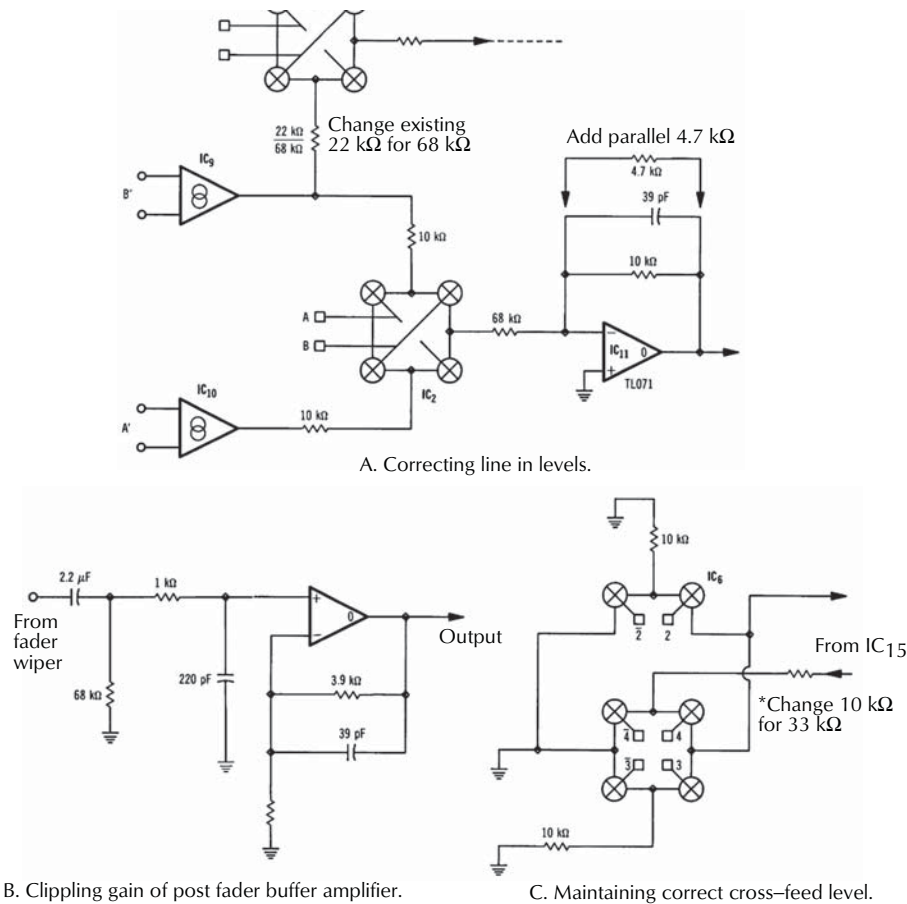 22 kΩ
68 kΩ
Change existing
22 kΩ for 68 kΩ
Add parallel 4.7 kΩ
4.7 kΩ
39 pF
10 kΩ
IC9
B'
10 kΩ
A
B
68 kΩ
IC11
−
+
0
TL071
IC2
IC10
A'
10 kΩ
A. Correcting line in levels.
2.2 μF
1 kΩ
From
fader
wiper
68 kΩ
220 pF
+
−
0
Output
3.9 kΩ
39 pF
B. Clippling gain of post fader buffer amplifier.
10 kΩ
IC6
2̅ 2
From IC15
*Change 10 kΩ
for 33 kΩ
4̅ 4
3̅ 3
10 kΩ
C. Maintaining correct cross–feed level.